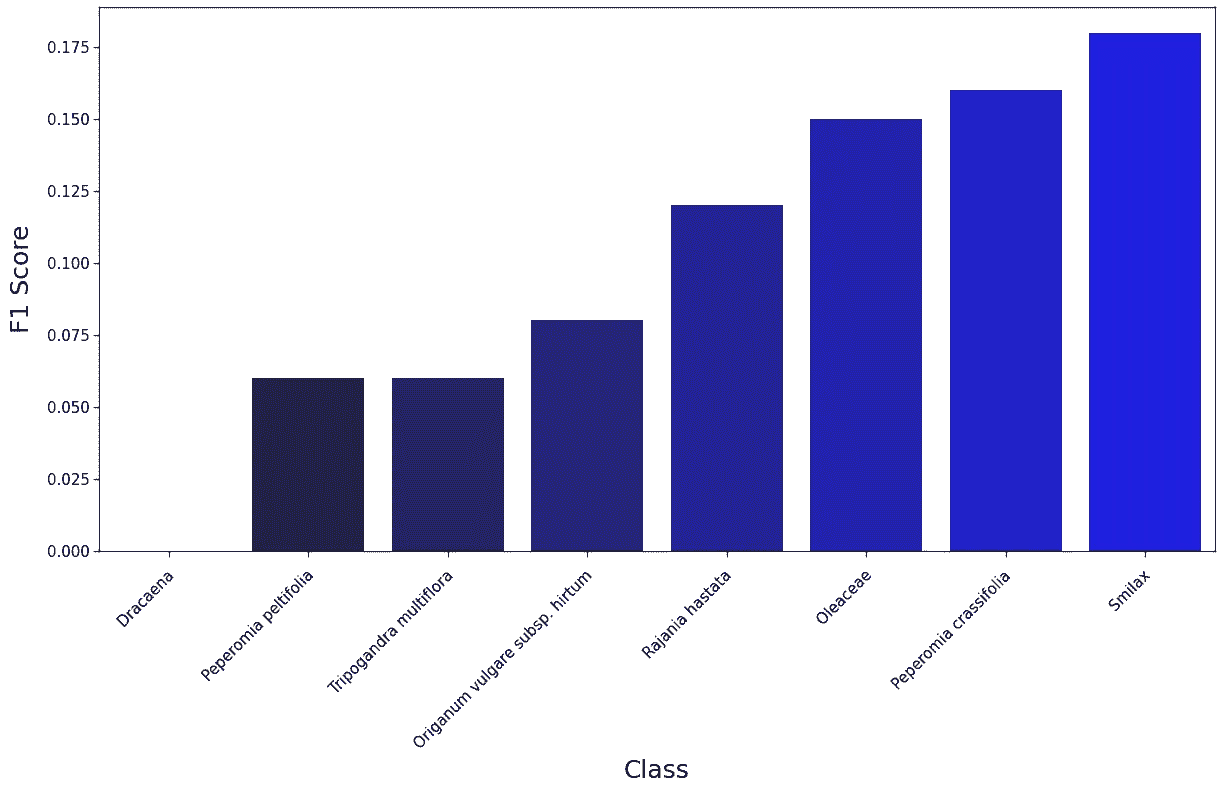 0.175
0.150
0.125
0.100
0.075
0.050
0.025
0.000
F1 Score
Dracaena
Peperomia peltifolia
Tripogandra multiflora
Origanum vulgare subsp. hirtum
Rajania hastata
Oleaceae
Peperomia crassifolia
Smilax
Class